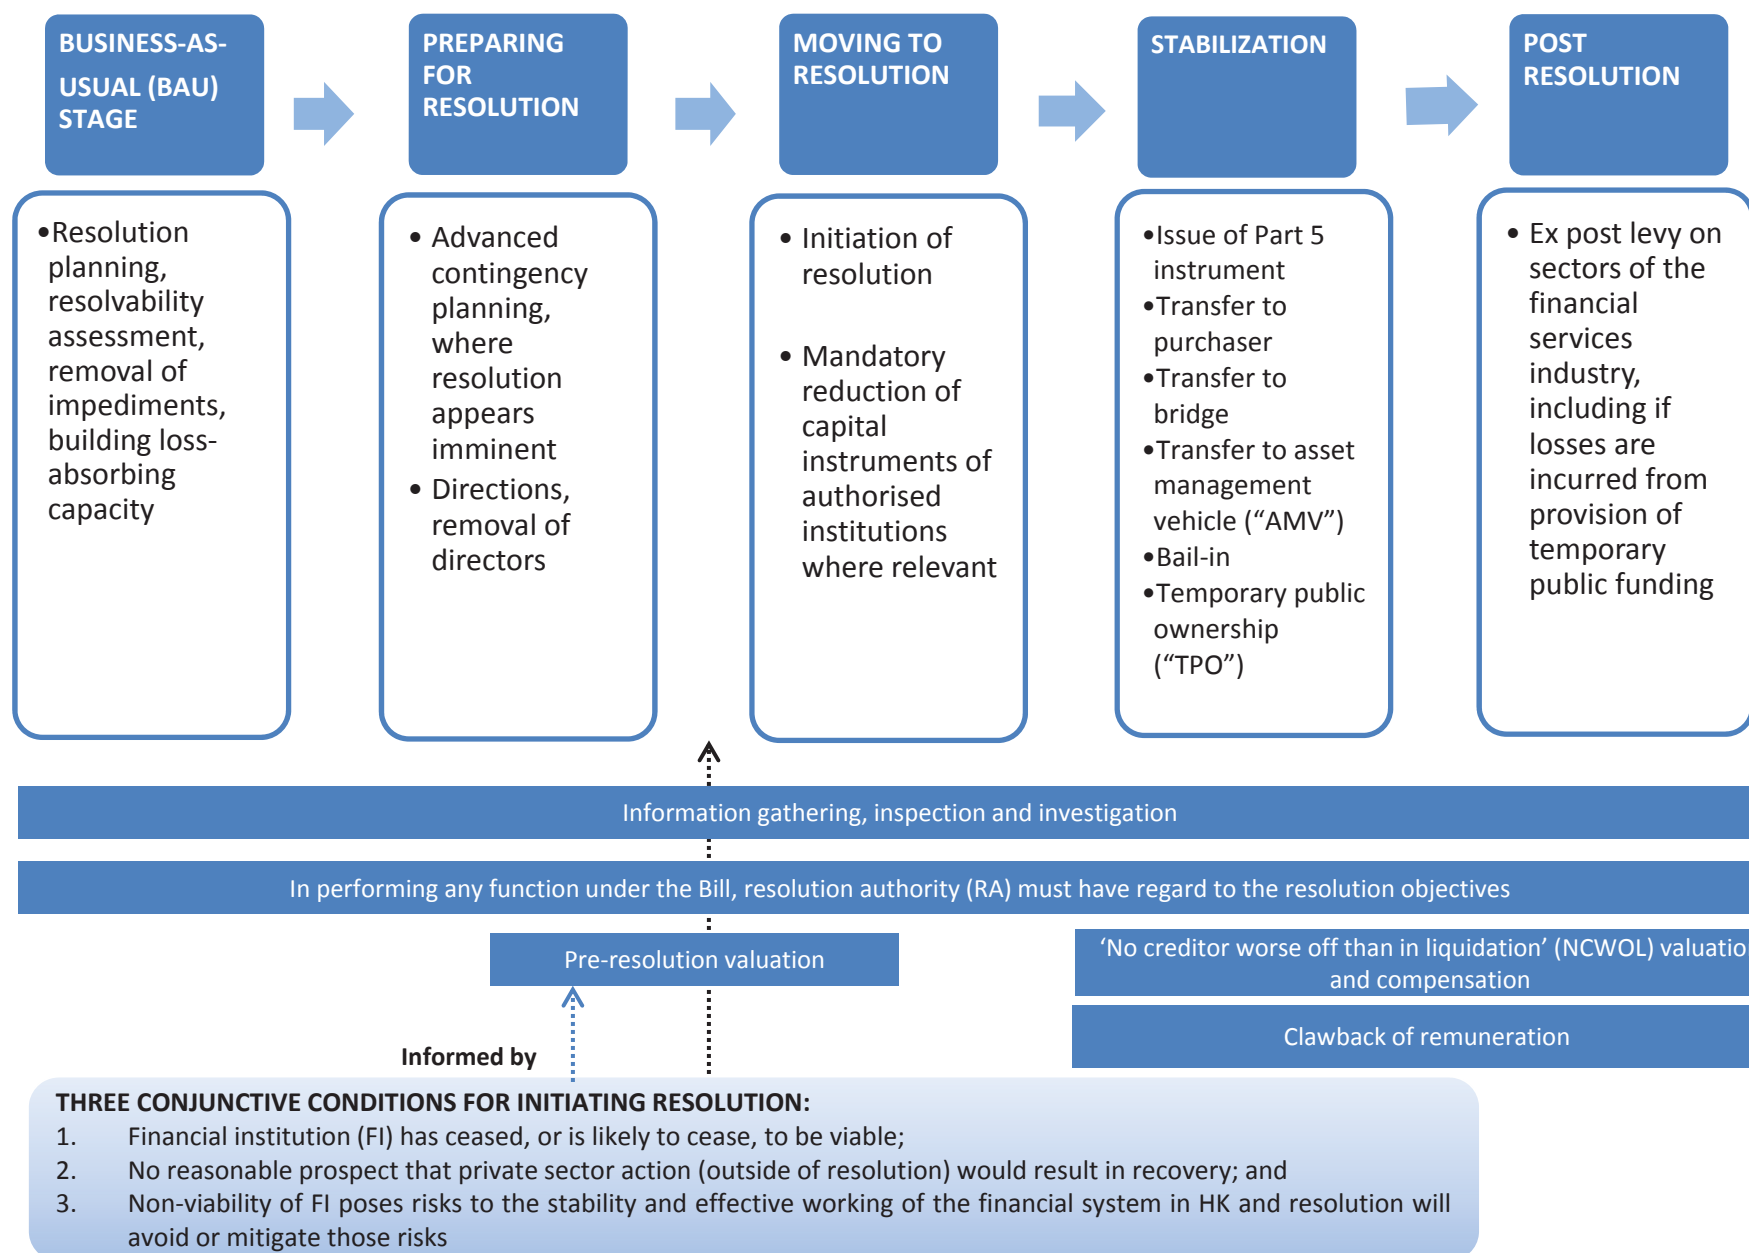 BUSINESS-AS-
USUAL (BAU)
STAGE
PREPARING
FOR
RESOLUTION
MOVING TO
RESOLUTION
STABILIZATION
POST
RESOLUTION
•Resolution
planning,
resolvability
assessment,
removal of
impediments,
building loss-
absorbing
capacity
• Advanced
contingency
planning,
where
resolution
appears
imminent
• Directions,
removal of
directors
• Initiation of
resolution
• Mandatory
reduction of
capital
instruments of
authorised
institutions
where relevant
•Issue of Part 5
instrument
•Transfer to
purchaser
•Transfer to
bridge
•Transfer to asset
management
vehicle (“AMV”)
•Bail-in
•Temporary public
ownership
(“TPO”)
• Ex post levy on
sectors of the
financial
services
industry,
including if
losses are
incurred from
provision of
temporary
public funding
Information gathering, inspection and investigation
In performing any function under the Bill, resolution authority (RA) must have regard to the resolution objectives
Pre-resolution valuation
‘No creditor worse off than in liquidation’ (NCWOL) valuation
and compensation
Clawback of remuneration
Informed by
THREE CONJUNCTIVE CONDITIONS FOR INITIATING RESOLUTION:
1. Financial institution (FI) has ceased, or is likely to cease, to be viable;
2. No reasonable prospect that private sector action (outside of resolution) would result in recovery; and
3. Non-viability of FI poses risks to the stability and effective working of the financial system in HK and resolution will
avoid or mitigate those risks